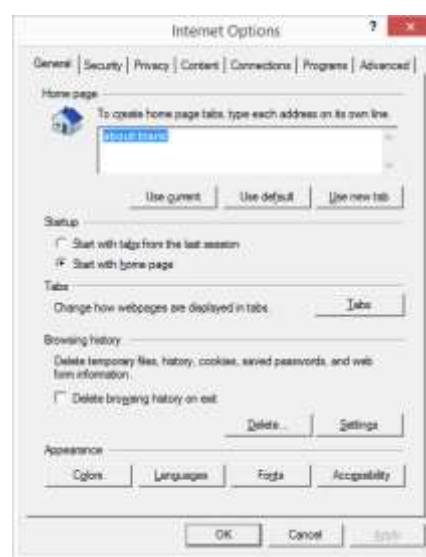 Internet Options
?
General Security Privacy Content Connections Programs Advanced
Home page
To create home page tabs, type each address on its own line.
about:blank
Use current Use default Use new tab
Startup
Start with tabs from the last session
Start with home page
Tabs
Change how webpages are displayed in tabs.
Tabs
Browsing history
Delete temporary files, history, cookies, saved passwords, and web
form information.
Delete browsing history on exit
Delete... Settings
Appearance
Colors Languages Fonts Accessibility
OK Cancel Apply